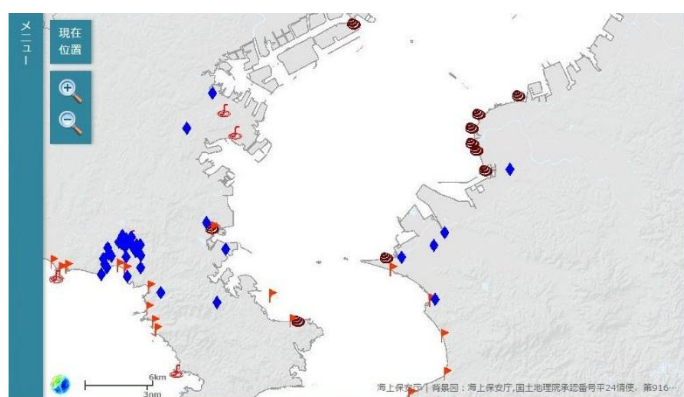 メニュー
現在
位置
6km
3nm
海上保安庁 | 背景図：海上保安庁,国土地理院承認番号平24情使、第916…